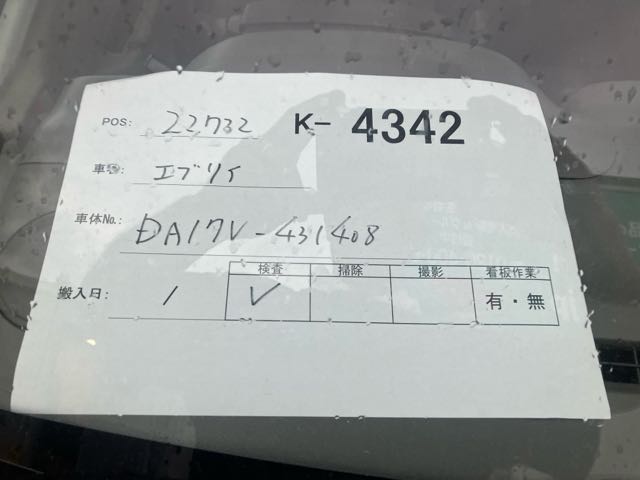 POS: 22732 K- 4342
車種: エブリイ
車体No.: DA17V-431408
検査 掃除 撮影 看板作業
搬入日: / ✓ 有・無